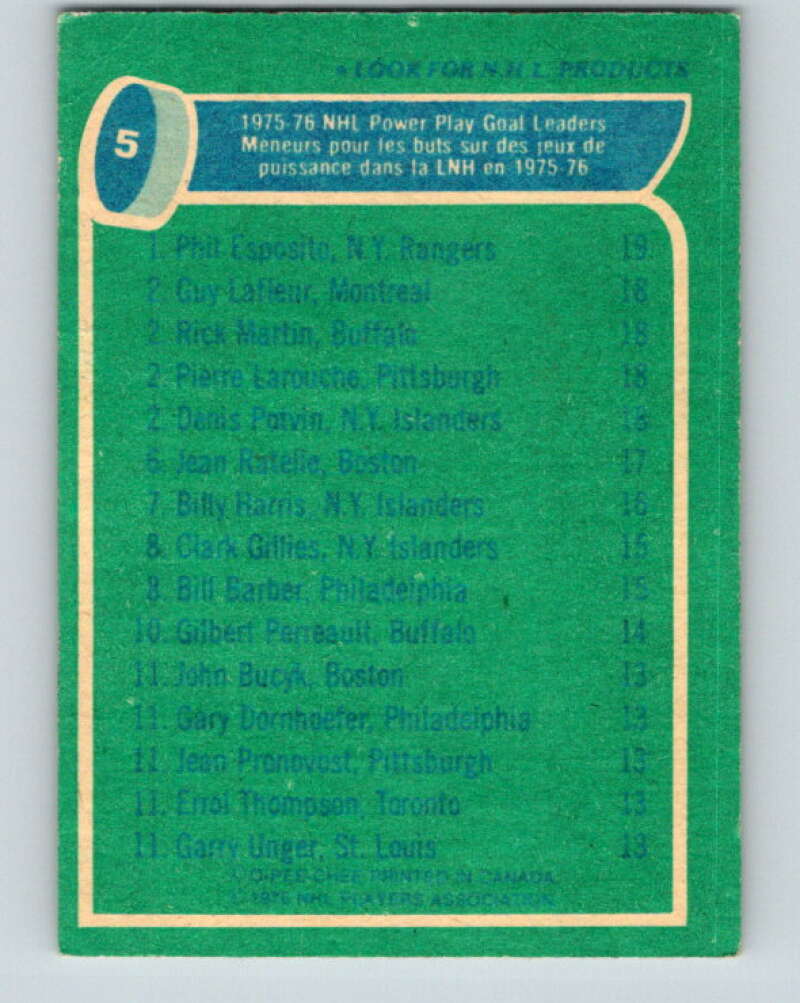 * LOOK FOR N.H.L. PRODUCTS
5
1975-76 NHL Power Play Goal Leaders
Meneurs pour les buts sur des jeux de
puissance dans la LNH en 1975-76
1. Phil Esposito, N.Y. Rangers 19
2. Guy Lafleur, Montreal 18
2. Rick Martin, Buffalo 18
2. Pierre Larouche, Pittsburgh 18
2. Denis Potvin, N.Y. Islanders 18
6. Jean Ratelle, Boston 17
7. Billy Harris, N.Y. Islanders 16
8. Clark Gillies, N.Y. Islanders 15
8. Bill Barber, Philadelphia 15
10. Gilbert Perreault, Buffalo 14
11. John Bucyk, Boston 13
11. Gary Dornhoefer, Philadelphia 13
11. Jean Pronovost, Pittsburgh 13
11. Errol Thompson, Toronto 13
11. Garry Unger, St. Louis 13
© O-PEE-CHEE PRINTED IN CANADA
© 1976 NHL PLAYERS ASSOCIATION